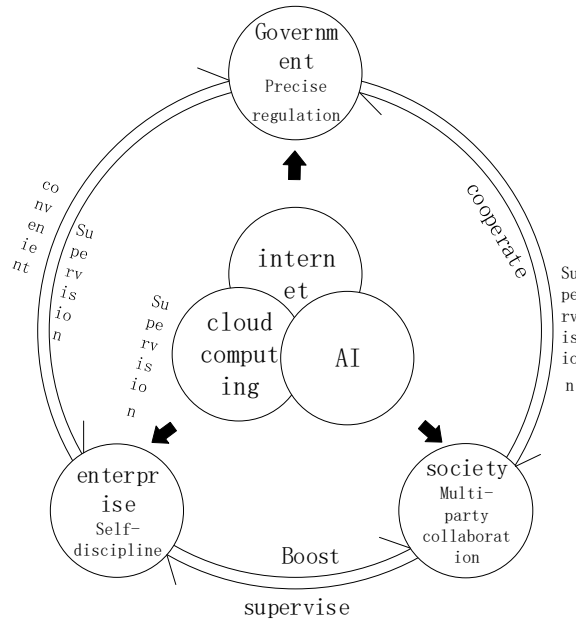 Governm
ent
Precise
regulation
co
nv
en
ie
nt
Su
pe
rv
is
io
n
cooperate
Su
pe
rv
is
io
n
intern
et
cloud
comput
ing
AI
Su
pe
rv
is
io
n
enterpr
ise
Self-
discipline
society
Multi-
party
collaborat
ion
Boost
supervise